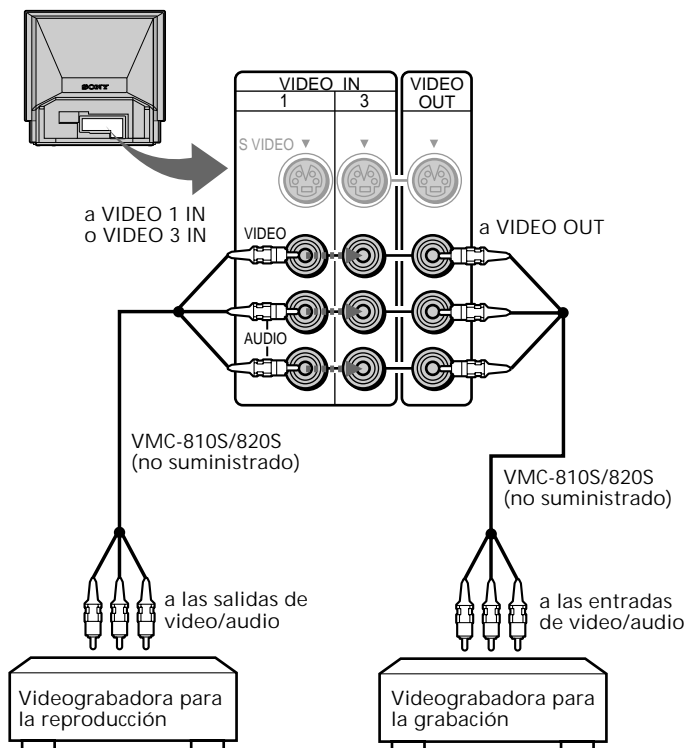 SONY
VIDEO IN
1 3
VIDEO
OUT
S VIDEO
a VIDEO 1 IN
o VIDEO 3 IN
VIDEO
a VIDEO OUT
AUDIO
VMC-810S/820S
(no suministrado)
VMC-810S/820S
(no suministrado)
a las salidas de
video/audio
a las entradas
de video/audio
Videograbadora para
la reproducción
Videograbadora para
la grabación